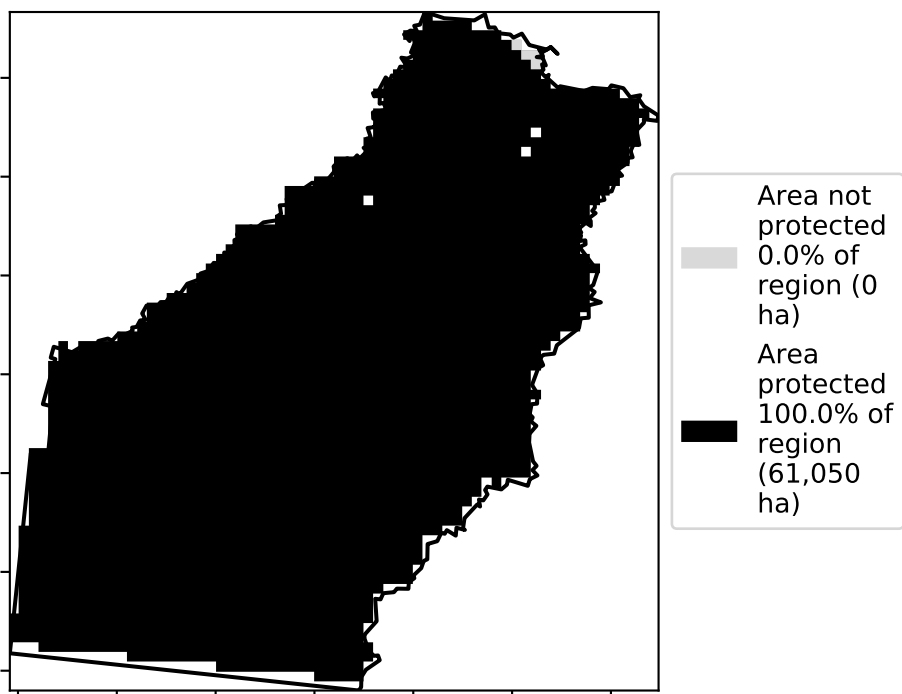 Area not
protected
0.0% of
region (0
ha)
Area
protected
100.0% of
region
(61,050
ha)